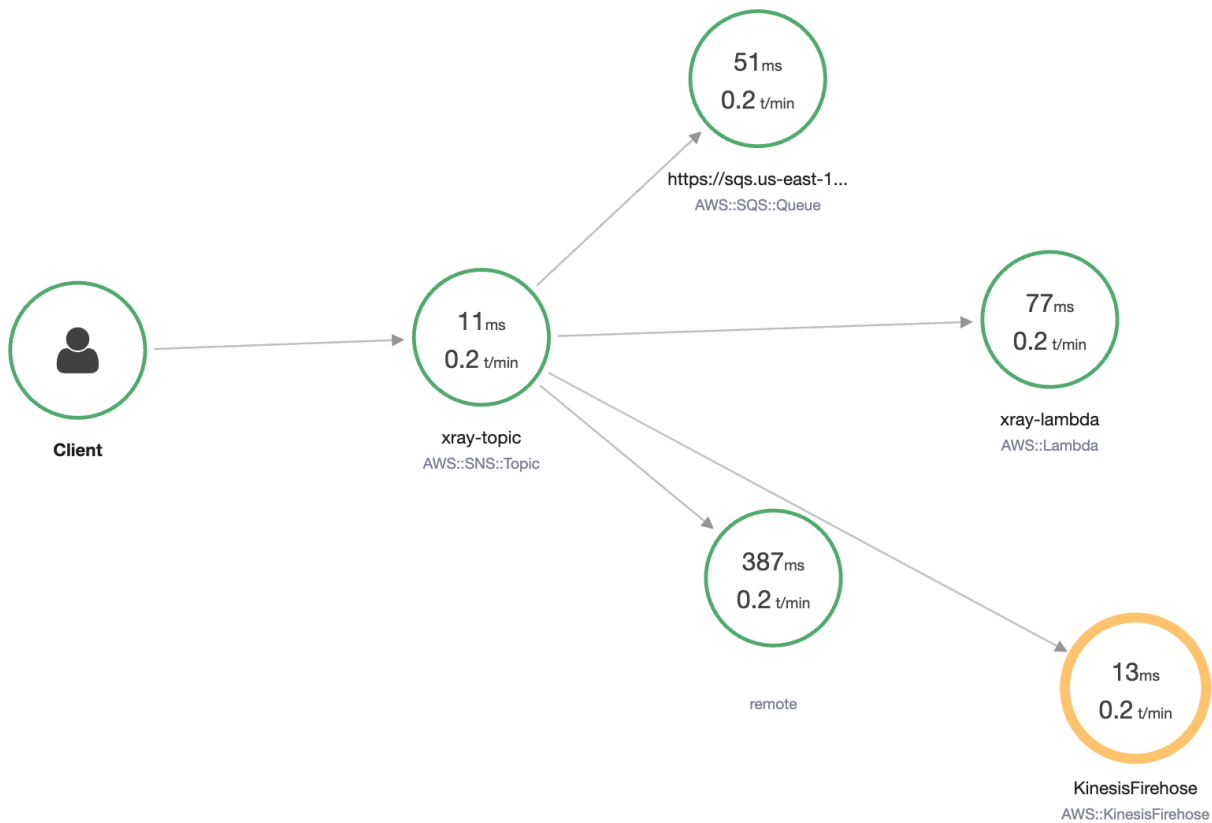 51ms
0.2 t/min
https://sqs.us-east-1...
AWS::SQS::Queue
Client
11ms
0.2 t/min
xray-topic
AWS::SNS::Topic
77ms
0.2 t/min
xray-lambda
AWS::Lambda
387ms
0.2 t/min
remote
13ms
0.2 t/min
KinesisFirehose
AWS::KinesisFirehose